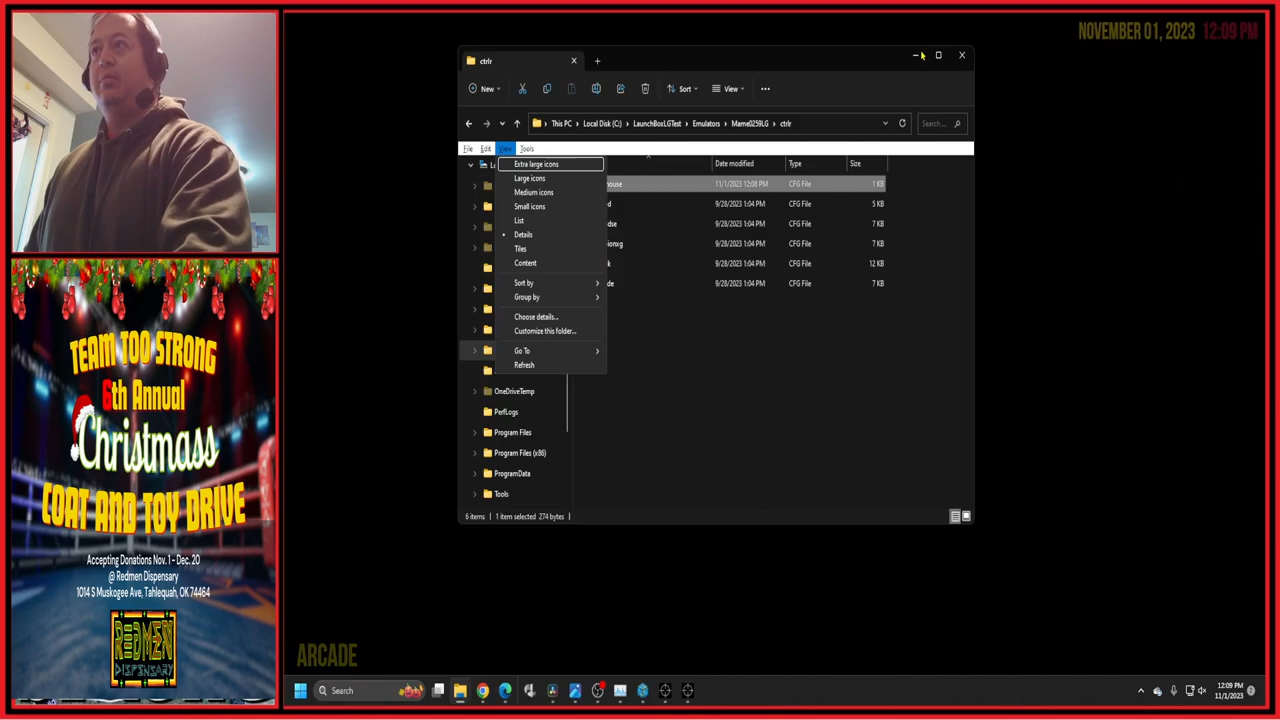 NOVEMBER 01, 2023 12:09 PM
ctrlr
New
Sort
View
This PC > Local Disk (C:) > LaunchBoxLGTest > Emulators > Mame0259LG > ctrlr
Search...
File Edit View Tools
Date modified Type Size
Extra large icons
Large icons
Medium icons
Small icons
List
Details
Tiles
Content
Sort by
Group by
Choose details...
Customize this folder...
Go To
Refresh
11/1/2023 12:08 PM CFG File 1 KB
9/28/2023 1:04 PM CFG File 5 KB
9/28/2023 1:04 PM CFG File 7 KB
9/28/2023 1:04 PM CFG File 7 KB
9/28/2023 1:04 PM CFG File 12 KB
9/28/2023 1:04 PM CFG File 7 KB
OneDriveTemp
PerfLogs
Program Files
Program Files (x86)
ProgramData
Tools
6 items 1 item selected 274 bytes
TEAM TOO STRONG
6th Annual
Christmass
COAT AND TOY DRIVE
Accepting Donations Nov. 1 - Dec. 20
@ Redmen Dispensary
1014 S Muskogee Ave, Tahlequah, OK 74464
REDMEN
DISPENSARY
ARCADE
Search
12:09 PM
11/1/2023